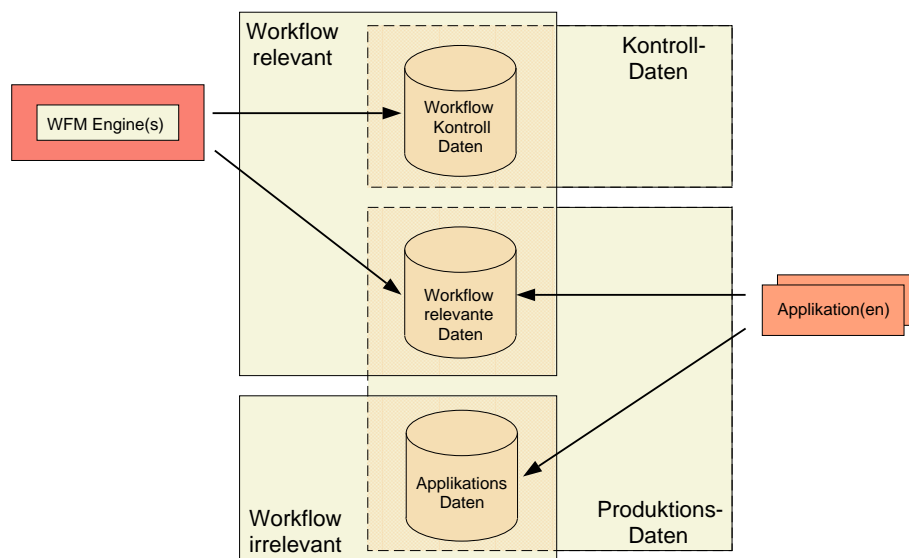 Workflow
relevant
Kontroll-
Daten
WFM Engine(s)
Workflow
Kontroll
Daten
Workflow
relevante
Daten
Applikation(en)
Applikations
Daten
Workflow
irrelevant
Produktions-
Daten